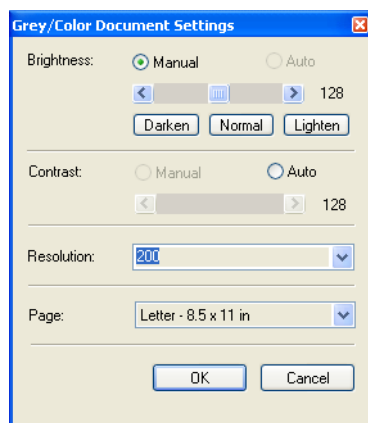 Grey/Color Document Settings
Brightness: Manual Auto
128
Darken Normal Lighten
Contrast: Manual Auto
128
Resolution: 200
Page: Letter - 8.5 x 11 in
OK Cancel